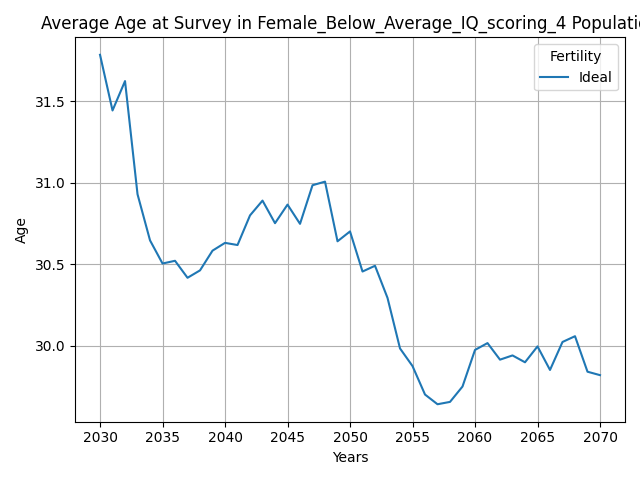 Average Age at Survey in Female_Below_Average_IQ_scoring_4 Populatio
Fertility
Ideal
31.5
31.0
30.5
30.0
Age
2030 2035 2040 2045 2050 2055 2060 2065 2070
Years